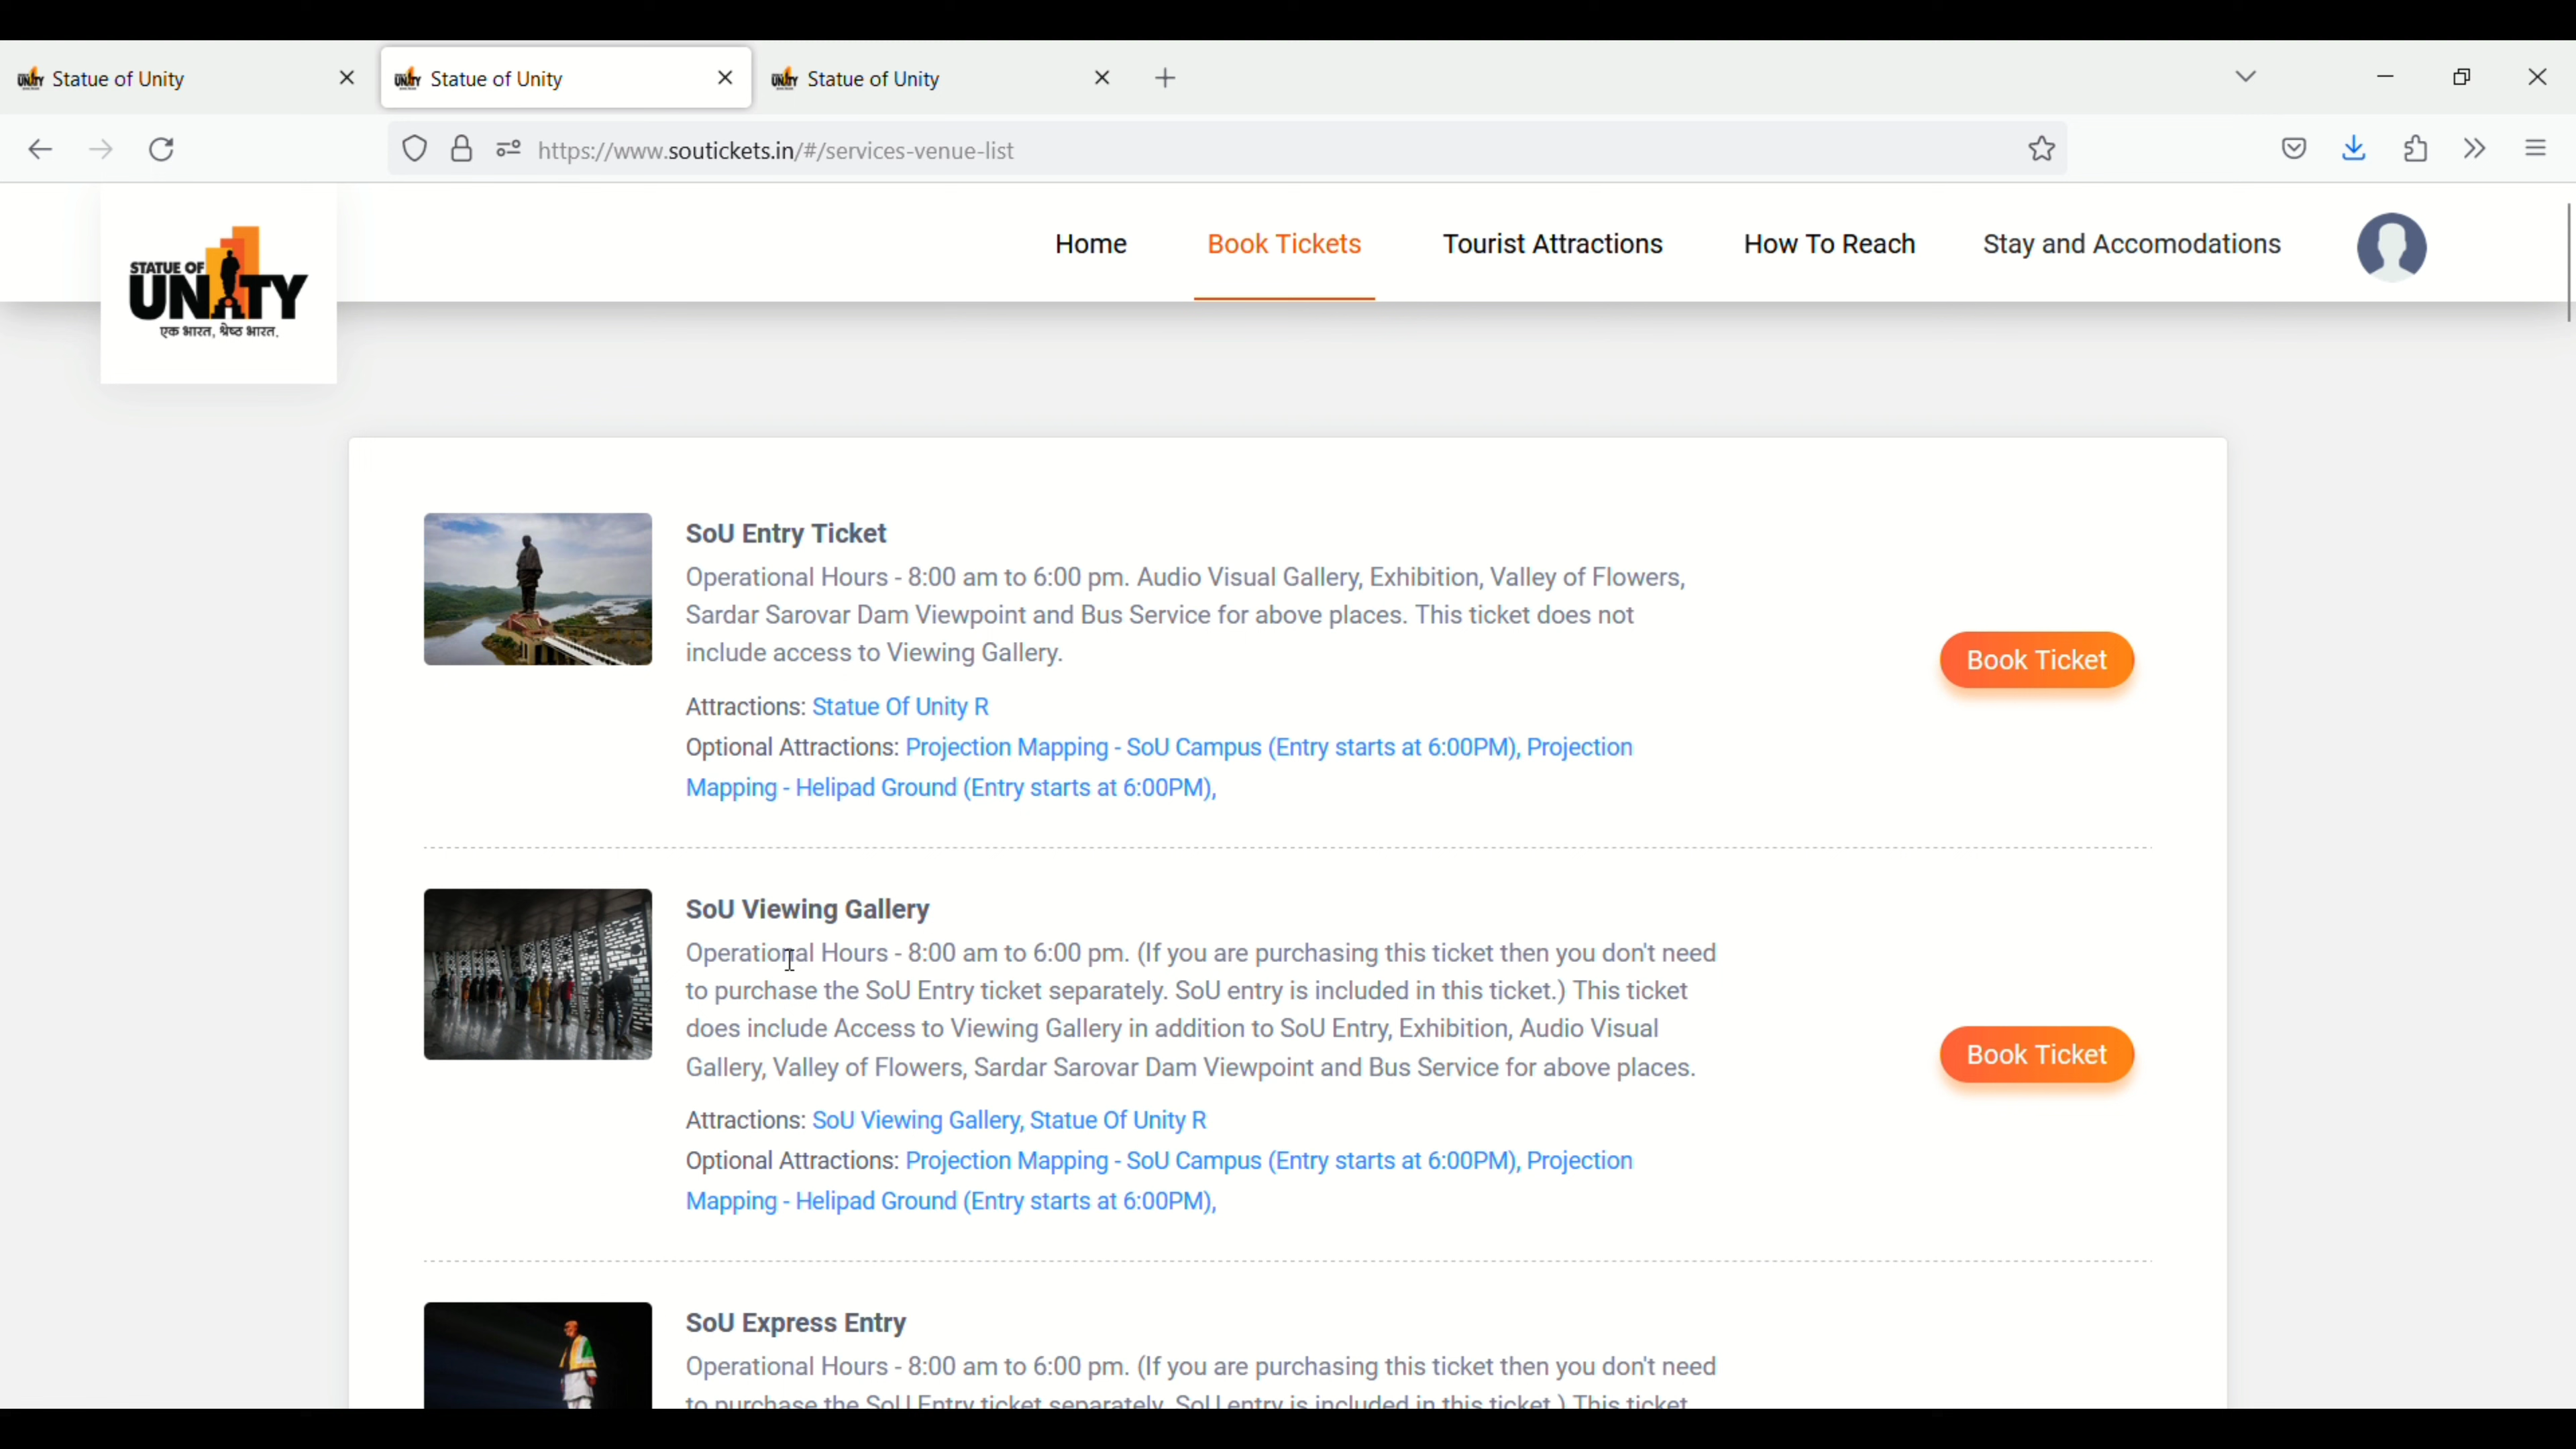 Statue of Unity
Statue of Unity
Statue of Unity
https://www.soutickets.in/#/services-venue-list
STATUE OF
UNITY
एक भारत, श्रेष्ठ भारत.
Home
Book Tickets
Tourist Attractions
How To Reach
Stay and Accomodations
SoU Entry Ticket
Operational Hours - 8:00 am to 6:00 pm. Audio Visual Gallery, Exhibition, Valley of Flowers,
Sardar Sarovar Dam Viewpoint and Bus Service for above places. This ticket does not
include access to Viewing Gallery.
Book Ticket
Attractions: Statue Of Unity R
Optional Attractions: Projection Mapping - SoU Campus (Entry starts at 6:00PM), Projection
Mapping - Helipad Ground (Entry starts at 6:00PM),
SoU Viewing Gallery
Operational Hours - 8:00 am to 6:00 pm. (If you are purchasing this ticket then you don't need
to purchase the SoU Entry ticket separately. SoU entry is included in this ticket.) This ticket
does include Access to Viewing Gallery in addition to SoU Entry, Exhibition, Audio Visual
Gallery, Valley of Flowers, Sardar Sarovar Dam Viewpoint and Bus Service for above places.
Book Ticket
Attractions: SoU Viewing Gallery, Statue Of Unity R
Optional Attractions: Projection Mapping - SoU Campus (Entry starts at 6:00PM), Projection
Mapping - Helipad Ground (Entry starts at 6:00PM),
SoU Express Entry
Operational Hours - 8:00 am to 6:00 pm. (If you are purchasing this ticket then you don't need
to purchase the SoU Entry ticket separately. SoU entry is included in this ticket.) This ticket